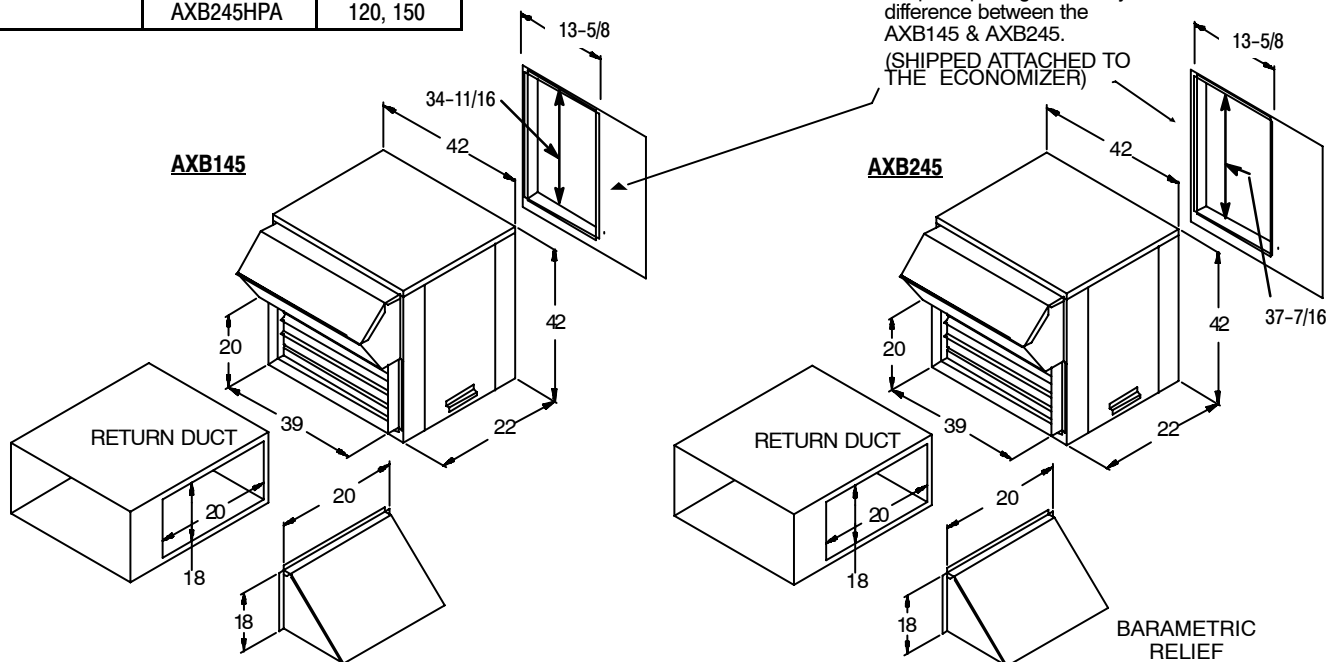 AXB245HPA 120, 150
difference between the
AXB145 & AXB245.
(SHIPPED ATTACHED TO
THE ECONOMIZER)
13-5/8
34-11/16
42
AXB145
20
42
39
22
RETURN DUCT
20
18
20
18
13-5/8
42
AXB245
37-7/16
20
42
39
22
RETURN DUCT
20
18
20
18
BARAMETRIC
RELIEF